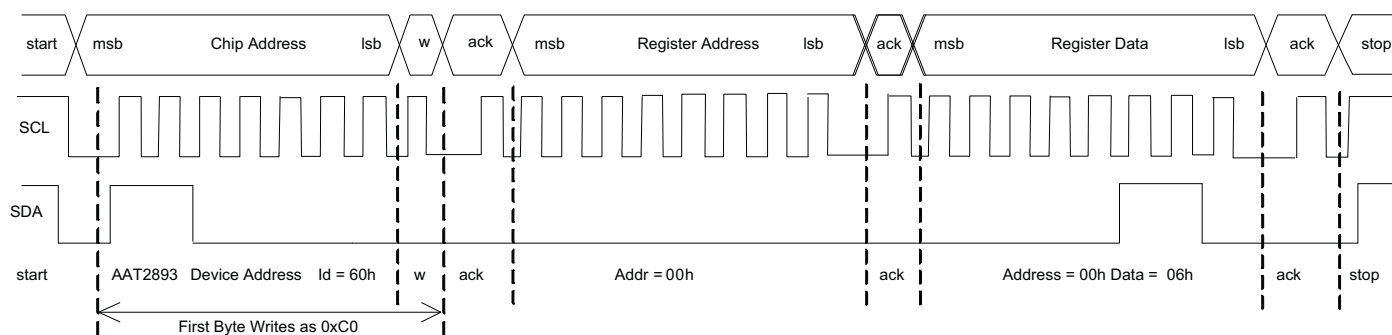 start msb Chip Address lsb w ack msb Register Address lsb ack msb Register Data lsb ack stop
SCL
SDA
start AAT2893 Device Address Id = 60h w ack Addr = 00h ack Address = 00h Data = 06h ack stop
First Byte Writes as 0xC0